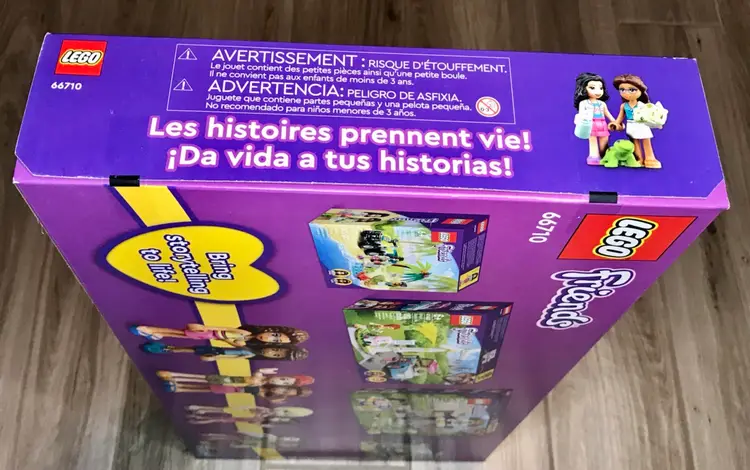 LEGO
66710
AVERTISSEMENT : RISQUE D'ÉTOUFFEMENT.
Le jouet contient des petites pièces ainsi qu'une petite boule.
Il ne convient pas aux enfants de moins de 3 ans.
ADVERTENCIA: PELIGRO DE ASFIXIA.
Juguete que contiene partes pequeñas y una pelota pequeña.
No recomendado para niños menores de 3 años.
Les histoires prennent vie!
¡Da vida a tus historias!
66710
LEGO
Friends
Bring
storytelling
to life!